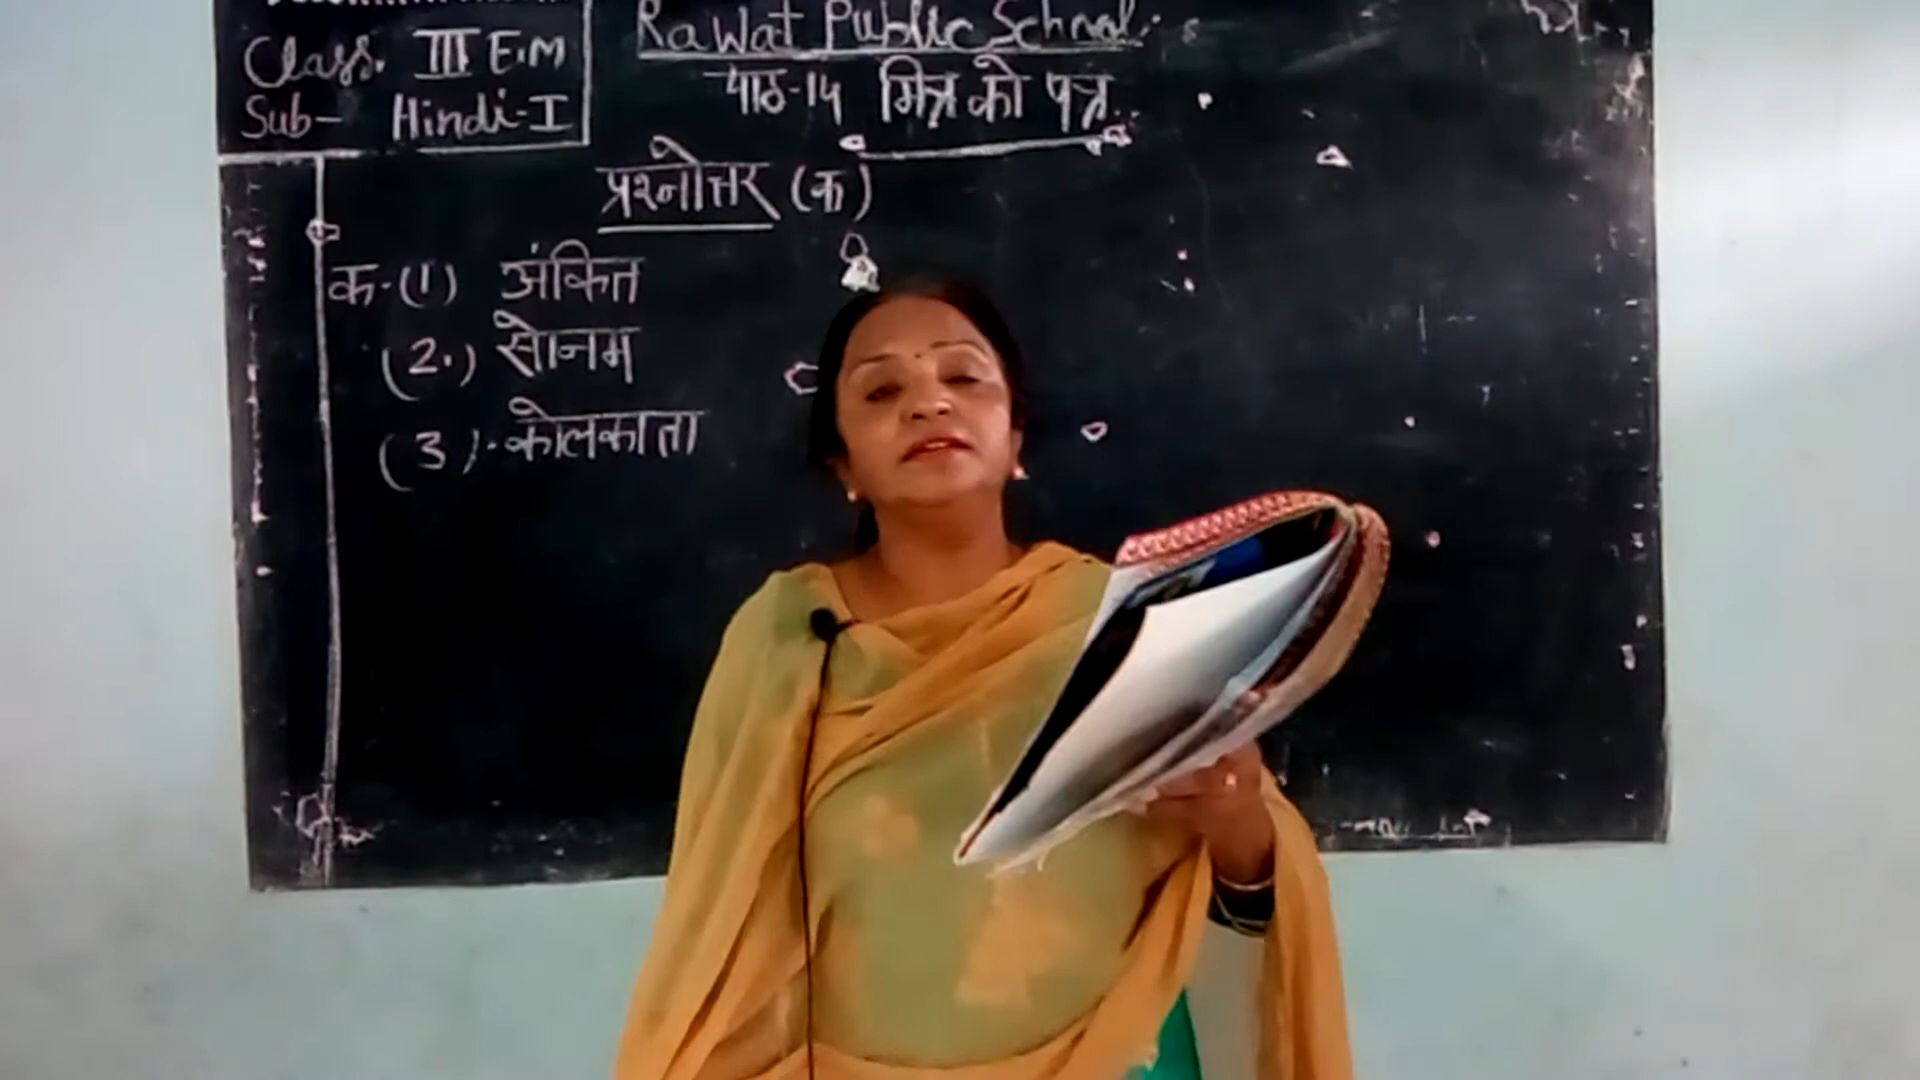 Rawat Public School
Class. III E.M
Sub- Hindi-I
पाठ-14 मित्र को पत्र
प्रश्नोत्तर (क)
क-(1) अंकित
(2.) सोनम
(3). कोलकाता